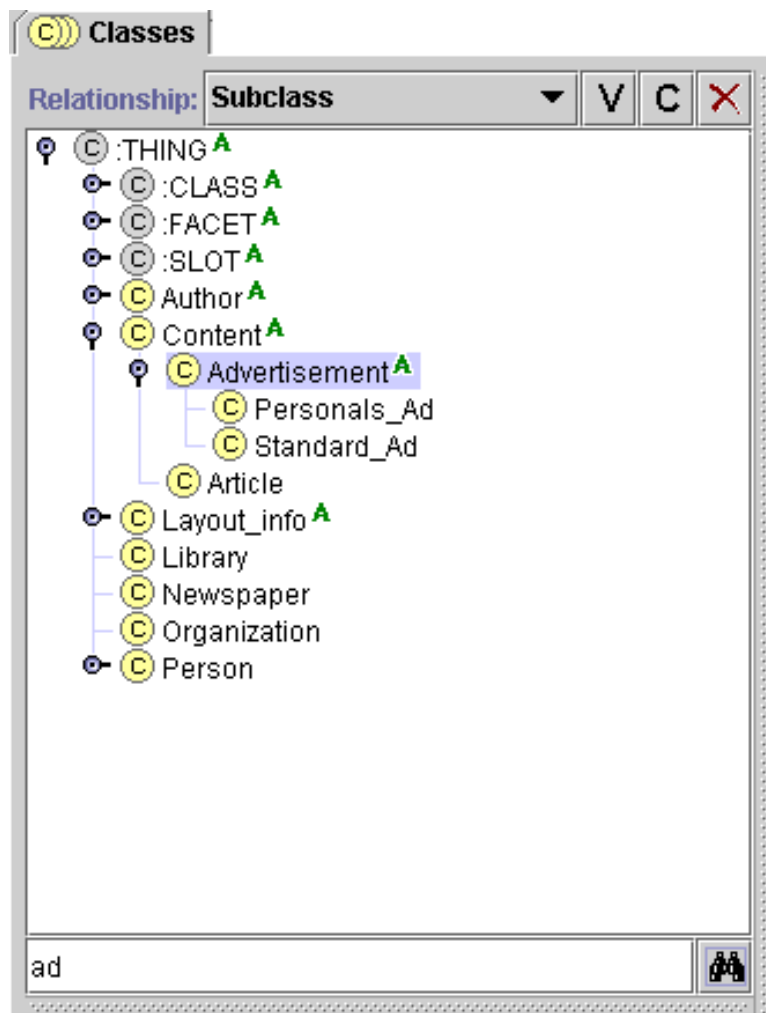 C Classes
Relationship: Subclass V C
C :THING A
C :CLASS A
C :FACET A
C :SLOT A
C Author A
C Content A
C Advertisement A
C Personals_Ad
C Standard_Ad
C Article
C Layout_info A
C Library
C Newspaper
C Organization
C Person
ad